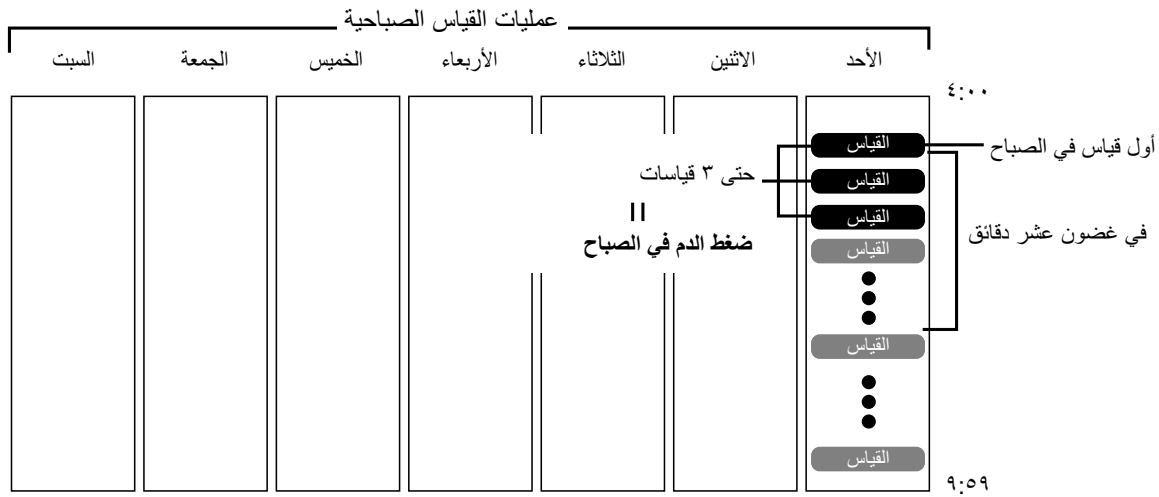 عمليات القياس الصباحية
الأحد
الاثنين
الثلاثاء
الأربعاء
الخميس
الجمعة
السبت
٤:٠٠
القياس
أول قياس في الصباح
القياس
حتى ٣ قياسات
القياس
=
ضغط الدم في الصباح
في غضون عشر دقائق
القياس
القياس
القياس
٩:٥٩